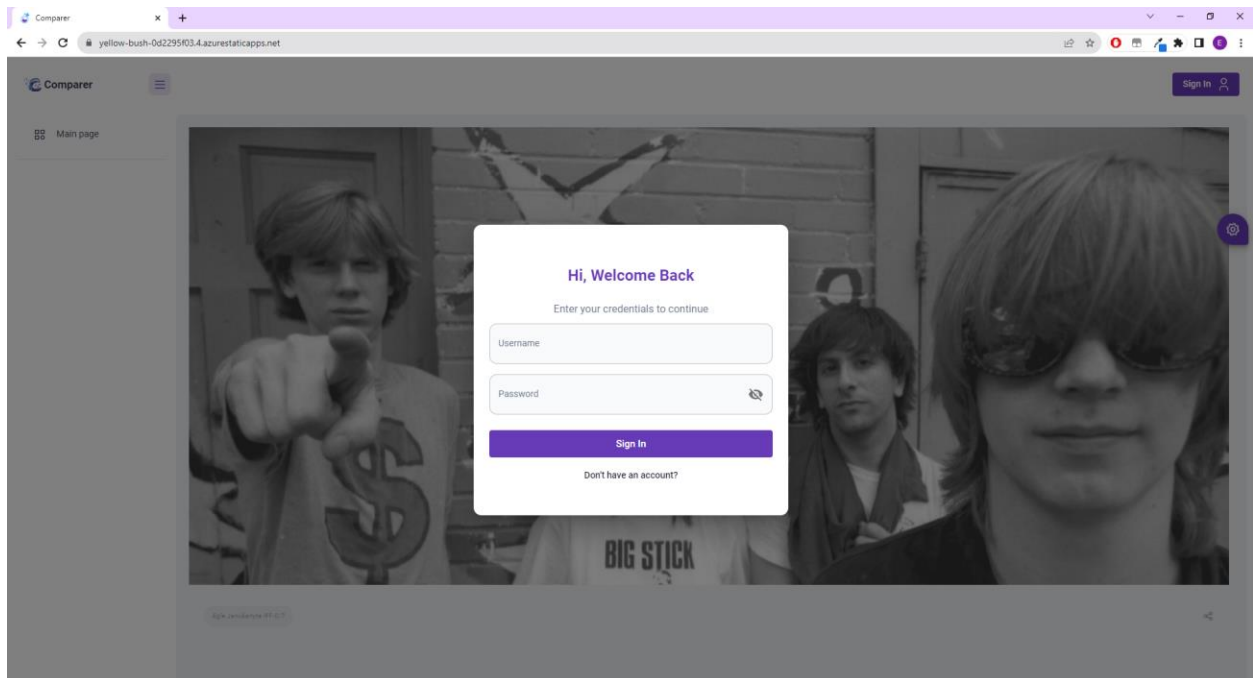 Comparer
yellow-bush-0d2295f03.4.azurestaticapps.net
E
Comparer
Sign In
Main page
Hi, Welcome Back
Enter your credentials to continue
Username
Password
Sign In
Don't have an account?
$
BIG STICK